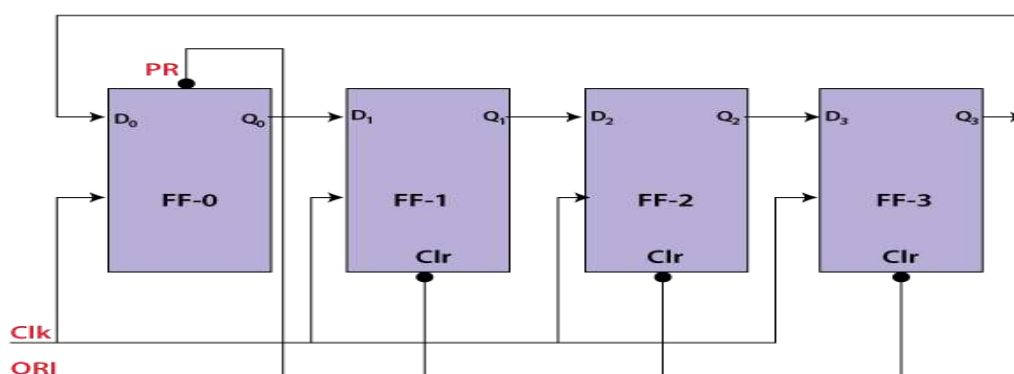 PR
D₀ Q₀ D₁ Q₁ D₂ Q₂ D₃ Q₃
FF-0 FF-1 FF-2 FF-3
Clr Clr Clr
Clk
ORI